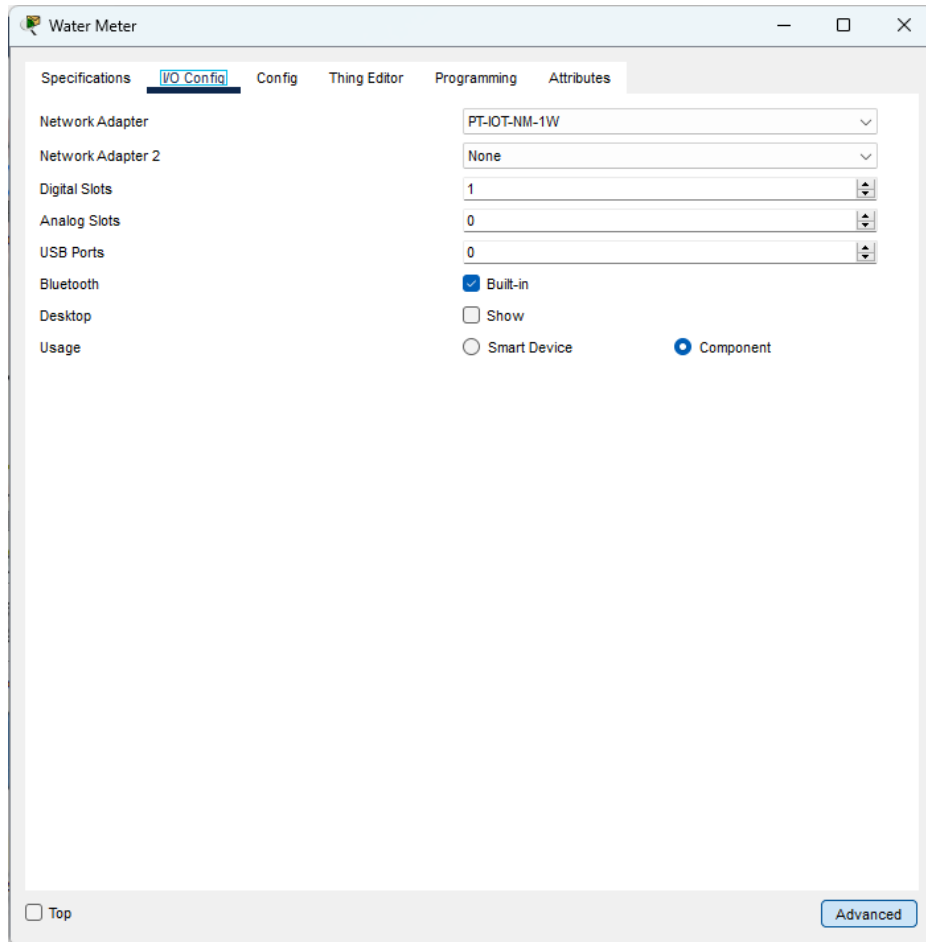 Water Meter
Specifications I/O Config Config Thing Editor Programming Attributes
Network Adapter PT-IOT-NM-1W
Network Adapter 2 None
Digital Slots 1
Analog Slots 0
USB Ports 0
Bluetooth Built-in
Desktop Show
Usage Smart Device Component
Top Advanced